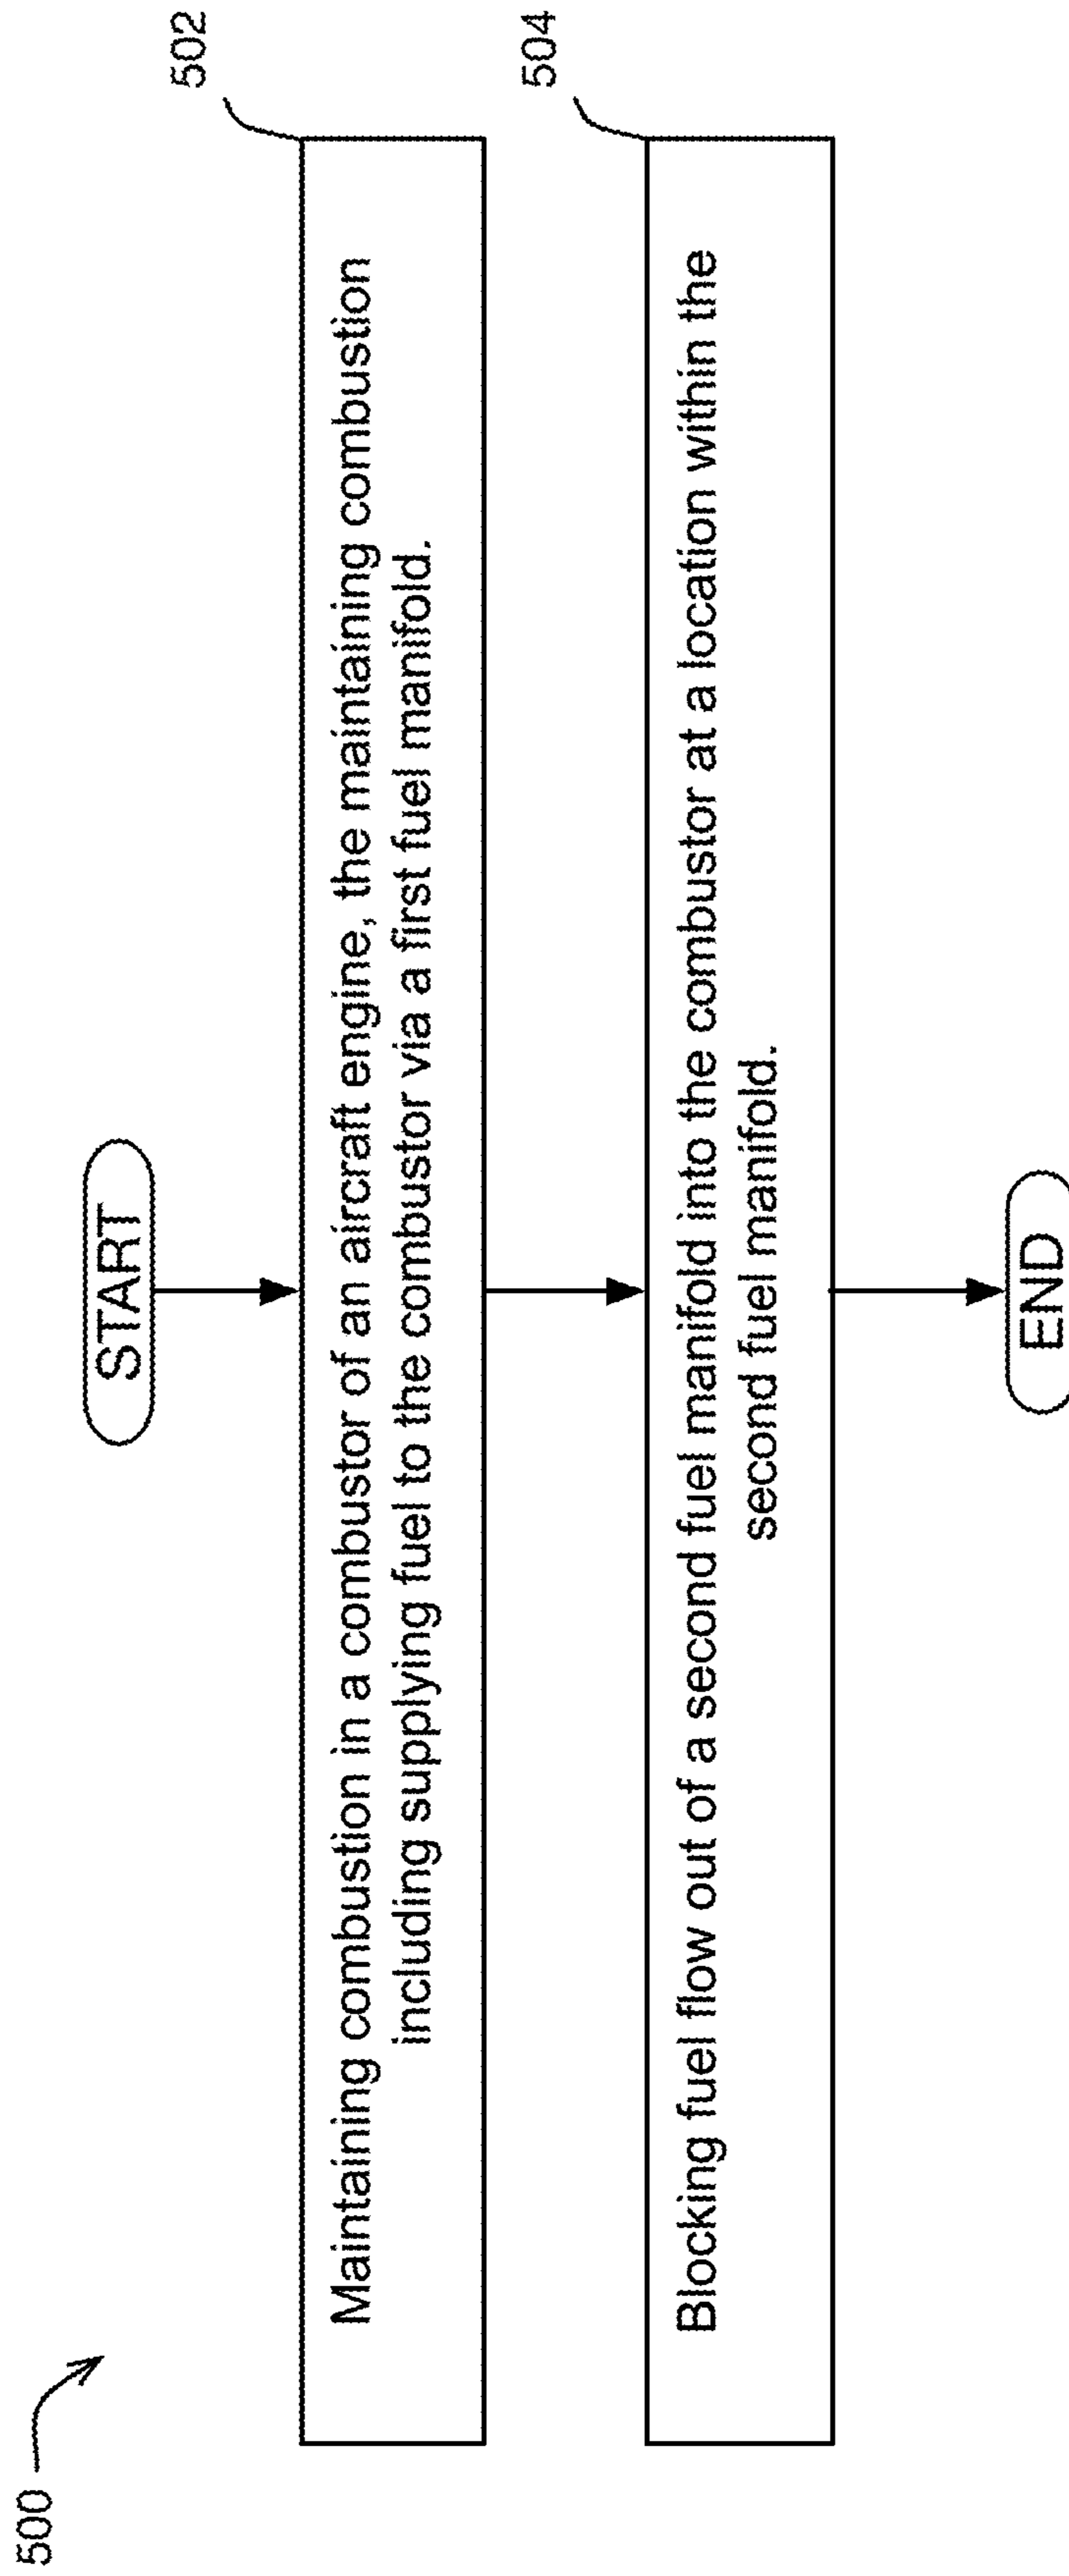 500
START
502
Maintaining combustion in a combustor of an aircraft engine, the maintaining combustion
including supplying fuel to the combustor via a first fuel manifold.
504
Blocking fuel flow out of a second fuel manifold into the combustor at a location within the
second fuel manifold.
END